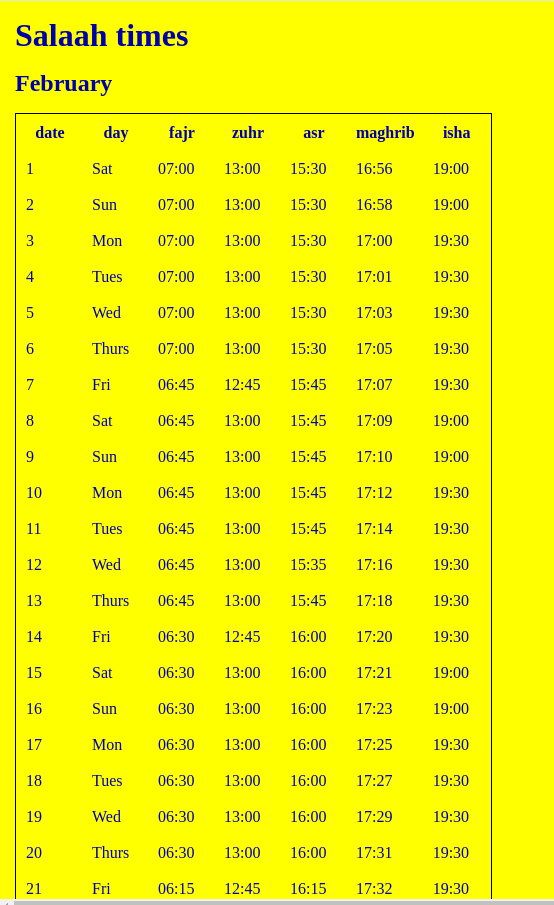 Salaah times
February
date day fajr zuhr asr maghrib isha
1 Sat 07:00 13:00 15:30 16:56 19:00
2 Sun 07:00 13:00 15:30 16:58 19:00
3 Mon 07:00 13:00 15:30 17:00 19:30
4 Tues 07:00 13:00 15:30 17:01 19:30
5 Wed 07:00 13:00 15:30 17:03 19:30
6 Thurs 07:00 13:00 15:30 17:05 19:30
7 Fri 06:45 12:45 15:45 17:07 19:30
8 Sat 06:45 13:00 15:45 17:09 19:00
9 Sun 06:45 13:00 15:45 17:10 19:00
10 Mon 06:45 13:00 15:45 17:12 19:30
11 Tues 06:45 13:00 15:45 17:14 19:30
12 Wed 06:45 13:00 15:35 17:16 19:30
13 Thurs 06:45 13:00 15:45 17:18 19:30
14 Fri 06:30 12:45 16:00 17:20 19:30
15 Sat 06:30 13:00 16:00 17:21 19:00
16 Sun 06:30 13:00 16:00 17:23 19:00
17 Mon 06:30 13:00 16:00 17:25 19:30
18 Tues 06:30 13:00 16:00 17:27 19:30
19 Wed 06:30 13:00 16:00 17:29 19:30
20 Thurs 06:30 13:00 16:00 17:31 19:30
21 Fri 06:15 12:45 16:15 17:32 19:30